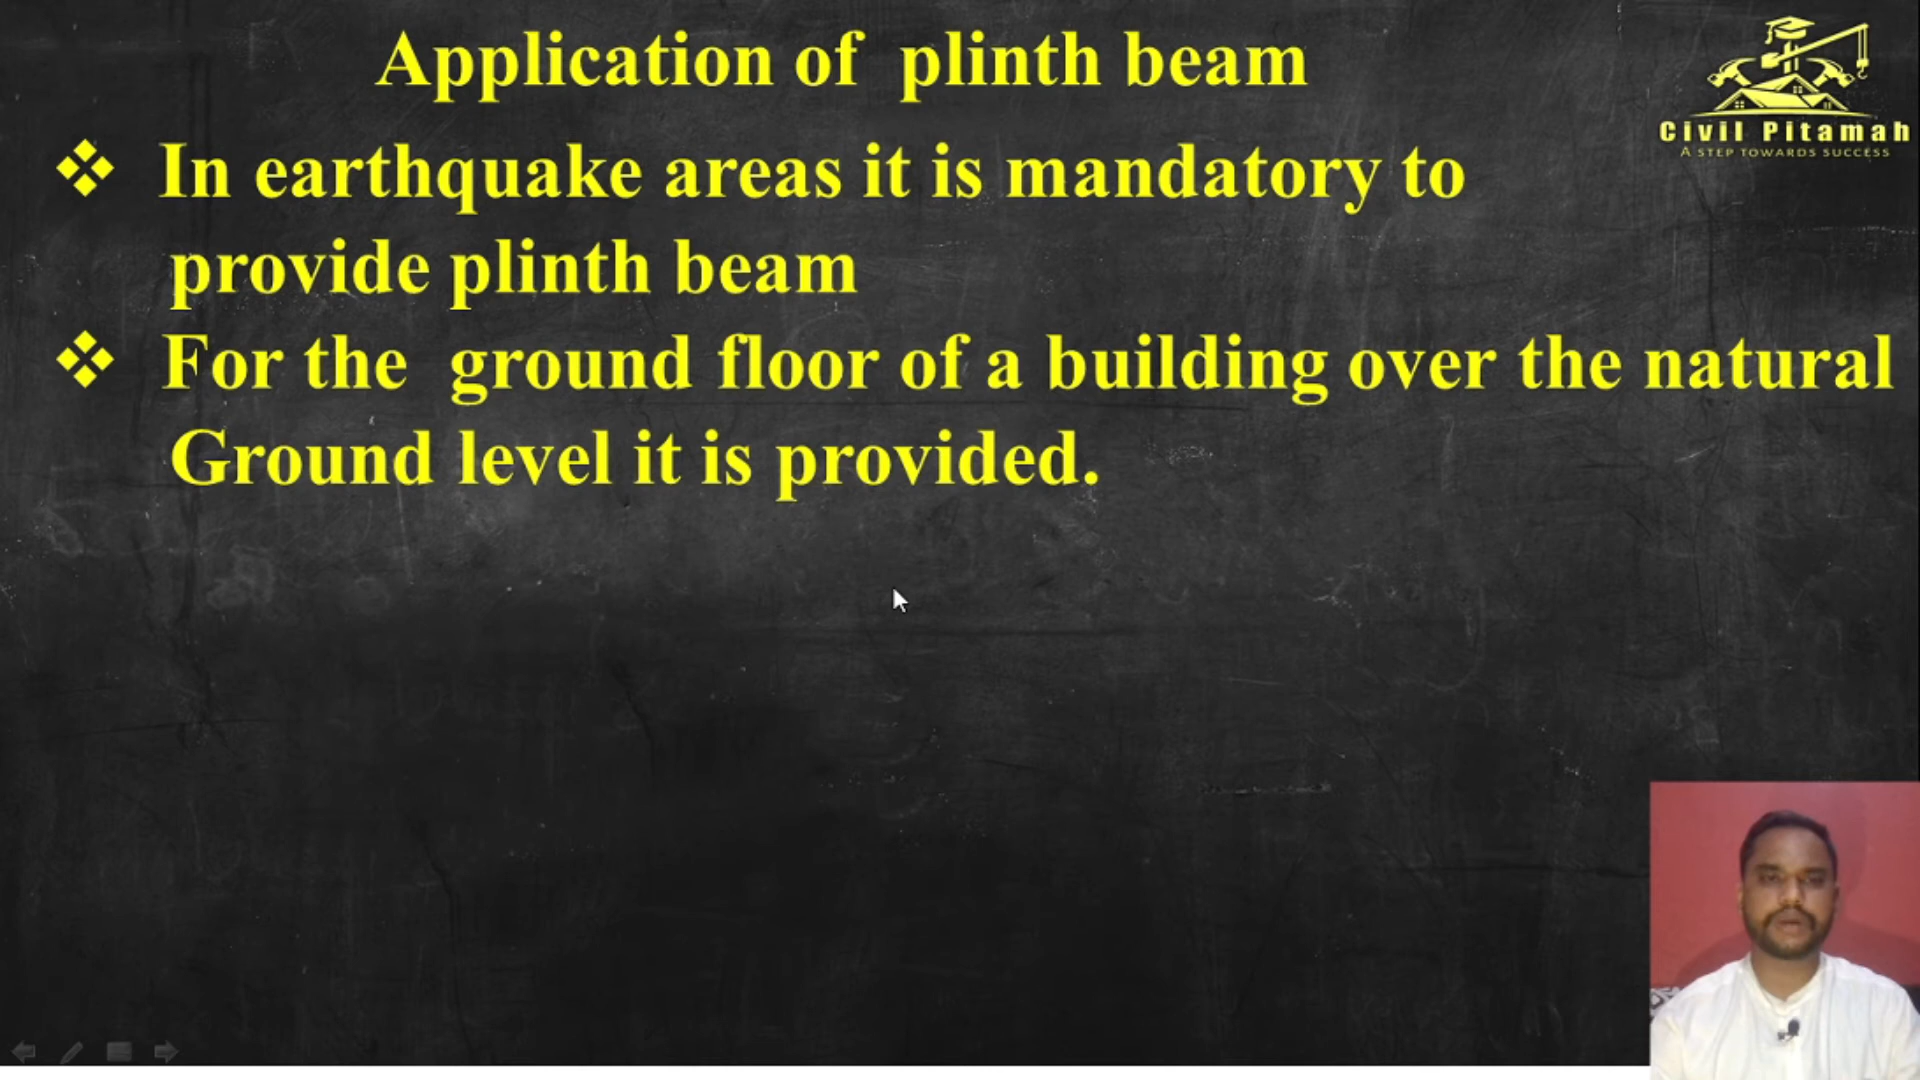 Application of plinth beam
Civil Pitamah
A STEP TOWARDS SUCCESS
❖ In earthquake areas it is mandatory to
provide plinth beam
❖ For the ground floor of a building over the natural
Ground level it is provided.